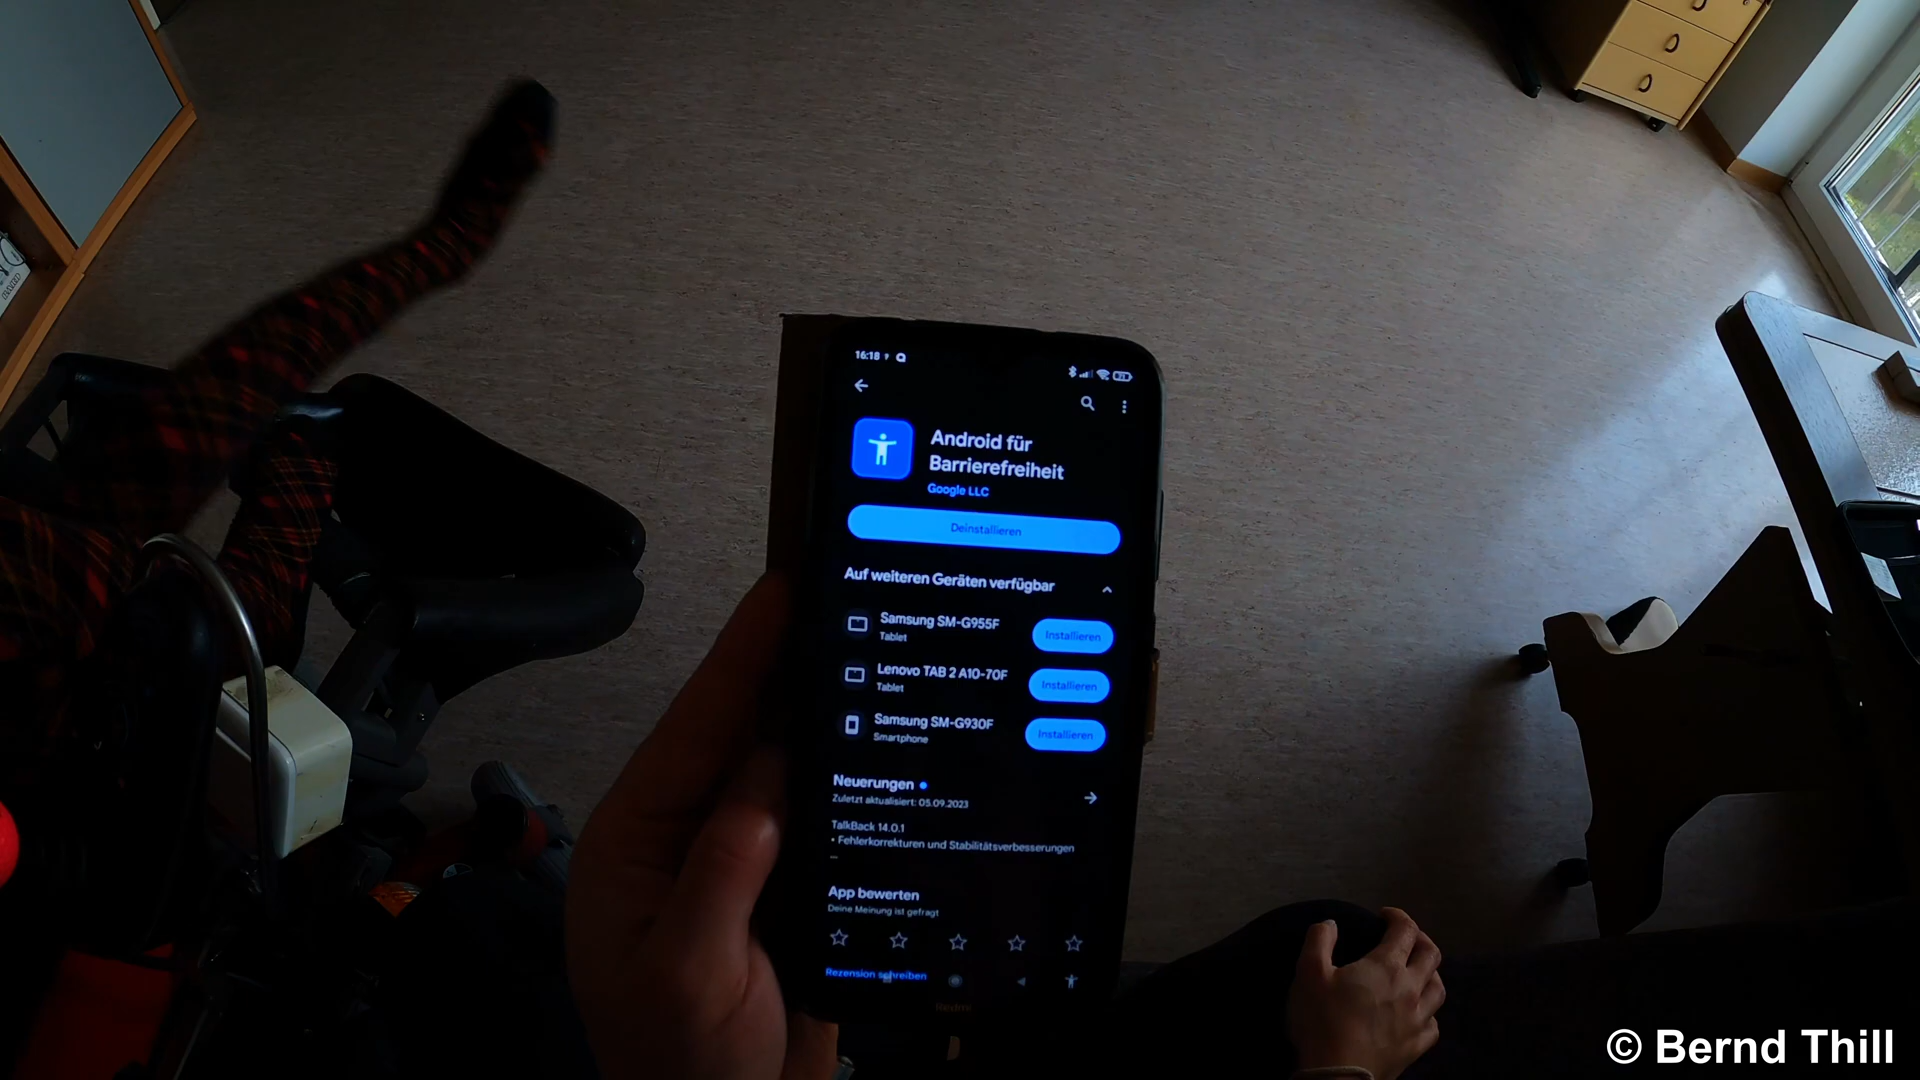 16:18
71
Android für
Barrierefreiheit
Google LLC
Deinstallieren
Auf weiteren Geräten verfügbar
Samsung SM-G955F
Tablet
Installieren
Lenovo TAB 2 A10-70F
Tablet
Installieren
Samsung SM-G930F
Smartphone
Installieren
Neuerungen
Zuletzt aktualisiert: 05.09.2023
TalkBack 14.0.1
• Fehlerkorrekturen und Stabilitätsverbesserungen
...
App bewerten
Deine Meinung ist gefragt
Rezension schreiben
Redmi
© Bernd Thill